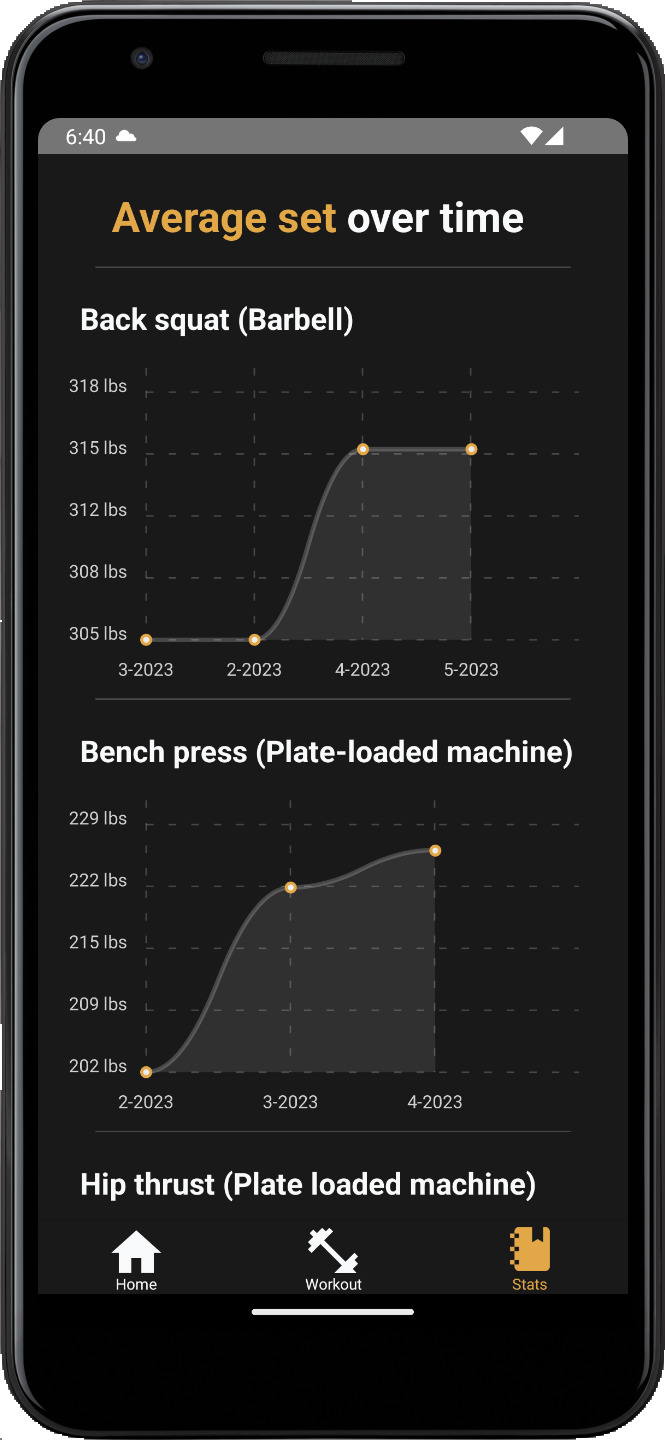 6:40
Average set over time
Back squat (Barbell)
318 lbs
315 lbs
312 lbs
308 lbs
305 lbs
3-2023 2-2023 4-2023 5-2023
Bench press (Plate-loaded machine)
229 lbs
222 lbs
215 lbs
209 lbs
202 lbs
2-2023 3-2023 4-2023
Hip thrust (Plate loaded machine)
Home Workout Stats